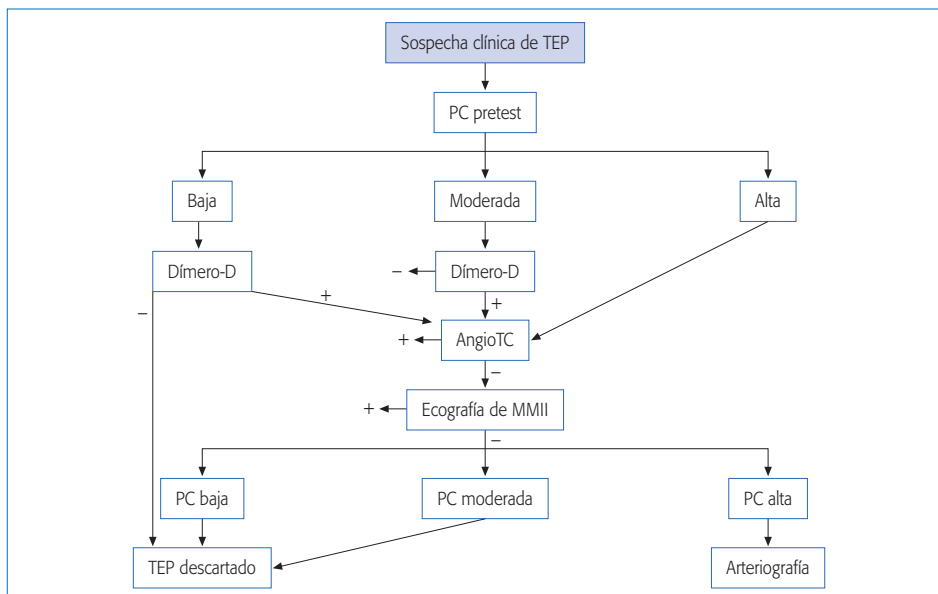 Sospecha clínica de TEP
PC pretest
Baja
Moderada
Alta
Dímero-D
–
Dímero-D
–
+
+
+
AngioTC
–
+
Ecografía de MMII
–
PC baja
PC moderada
PC alta
TEP descartado
Arteriografía